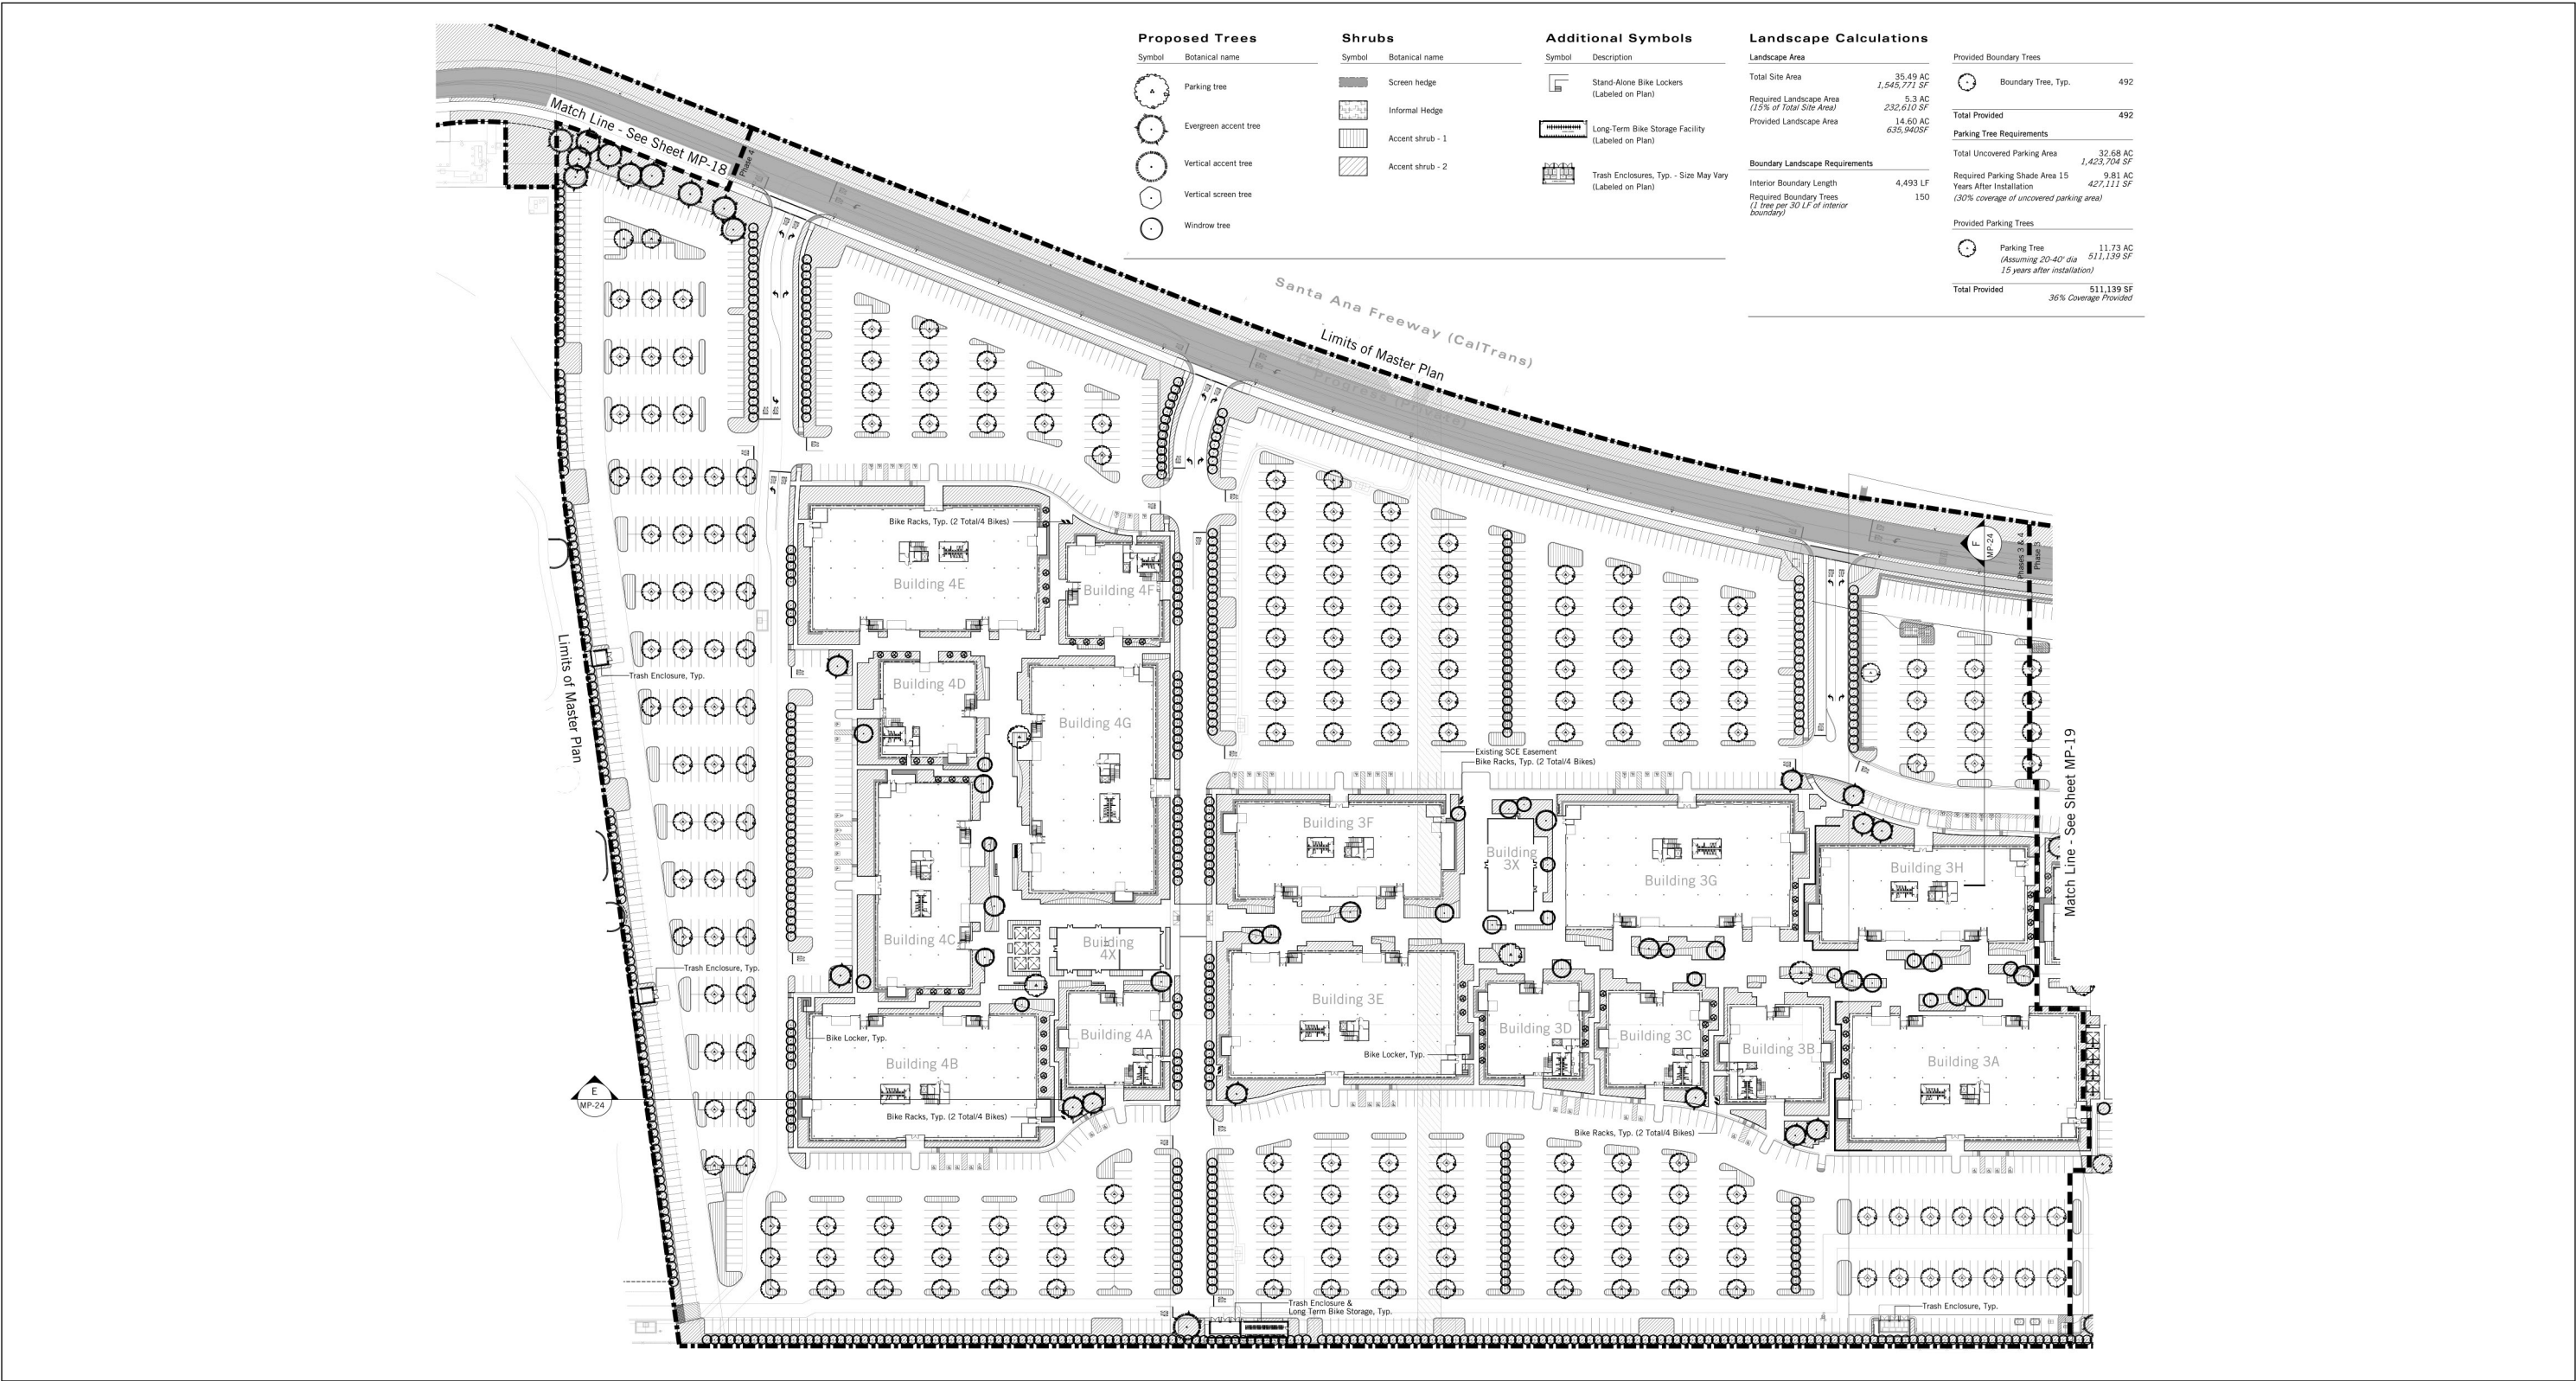 Proposed Trees
Symbol Botanical name
Parking tree
Evergreen accent tree
Vertical accent tree
Vertical screen tree
Windrow tree
Shrubs
Symbol Botanical name
Screen hedge
Informal Hedge
Accent shrub - 1
Accent shrub - 2
Additional Symbols
Symbol Description
Stand-Alone Bike Lockers
(Labeled on Plan)
Long-Term Bike Storage Facility
(Labeled on Plan)
Trash Enclosures, Typ. - Size May Vary
(Labeled on Plan)
Landscape Calculations
Landscape Area
Total Site Area 35.49 AC
1,545,771 SF
Required Landscape Area 5.3 AC
(15% of Total Site Area) 232,610 SF
Provided Landscape Area 14.60 AC
635,940SF
Boundary Landscape Requirements
Interior Boundary Length 4,493 LF
Required Boundary Trees 150
(1 tree per 30 LF of interior
boundary)
Provided Boundary Trees
Boundary Tree, Typ. 492
Total Provided 492
Parking Tree Requirements
Total Uncovered Parking Area 32.68 AC
1,423,704 SF
Required Parking Shade Area 15 9.81 AC
Years After Installation 427,111 SF
(30% coverage of uncovered parking area)
Provided Parking Trees
Parking Tree 11.73 AC
(Assuming 20-40' dia 511,139 SF
15 years after installation)
Total Provided 511,139 SF
36% Coverage Provided
Match Line - See Sheet MP-18
Phase 4
Santa Ana Freeway (CalTrans)
Limits of Master Plan
Progress (Private)
F
MP-24
Phases 3 & 4
Phase 3
Bike Racks, Typ. (2 Total/4 Bikes)
Building 4E
Building 4F
Limits of Master Plan
Trash Enclosure, Typ.
Building 4D
Building 4G
Existing SCE Easement
Bike Racks, Typ. (2 Total/4 Bikes)
Match Line - See Sheet MP-19
Building 3F
Building
3X
Building 3G
Building 3H
Building 4C
Building
4X
Trash Enclosure, Typ.
Building 3E
Building 3D
Building 3C
Building 3B
Building 3A
Bike Locker, Typ.
Building 4A
Bike Locker, Typ.
Building 4B
E
MP-24
Bike Racks, Typ. (2 Total/4 Bikes)
Bike Racks, Typ. (2 Total/4 Bikes)
Trash Enclosure &
Long Term Bike Storage, Typ.
Trash Enclosure, Typ.